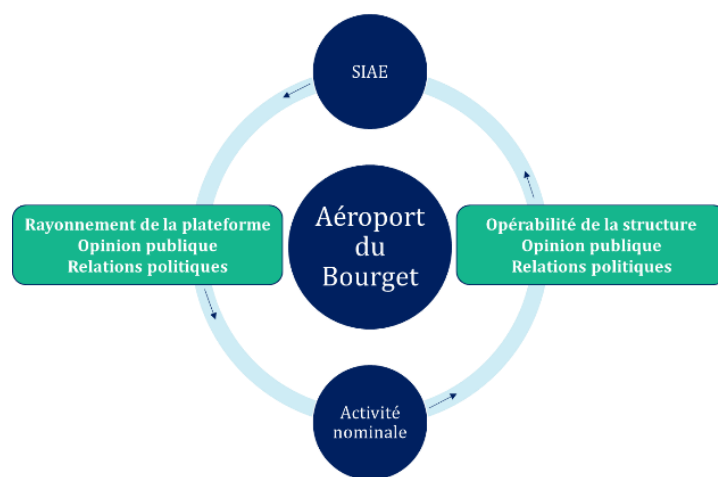 SIAE
Rayonnement de la plateforme
Opinion publique
Relations politiques
Aéroport
du
Bourget
Opérabilité de la structure
Opinion publique
Relations politiques
Activité
nominale